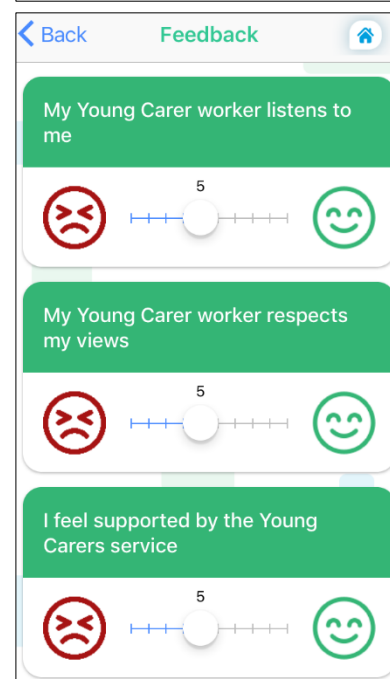 Back Feedback
My Young Carer worker listens to
me
5
My Young Carer worker respects
my views
5
I feel supported by the Young
Carers service
5